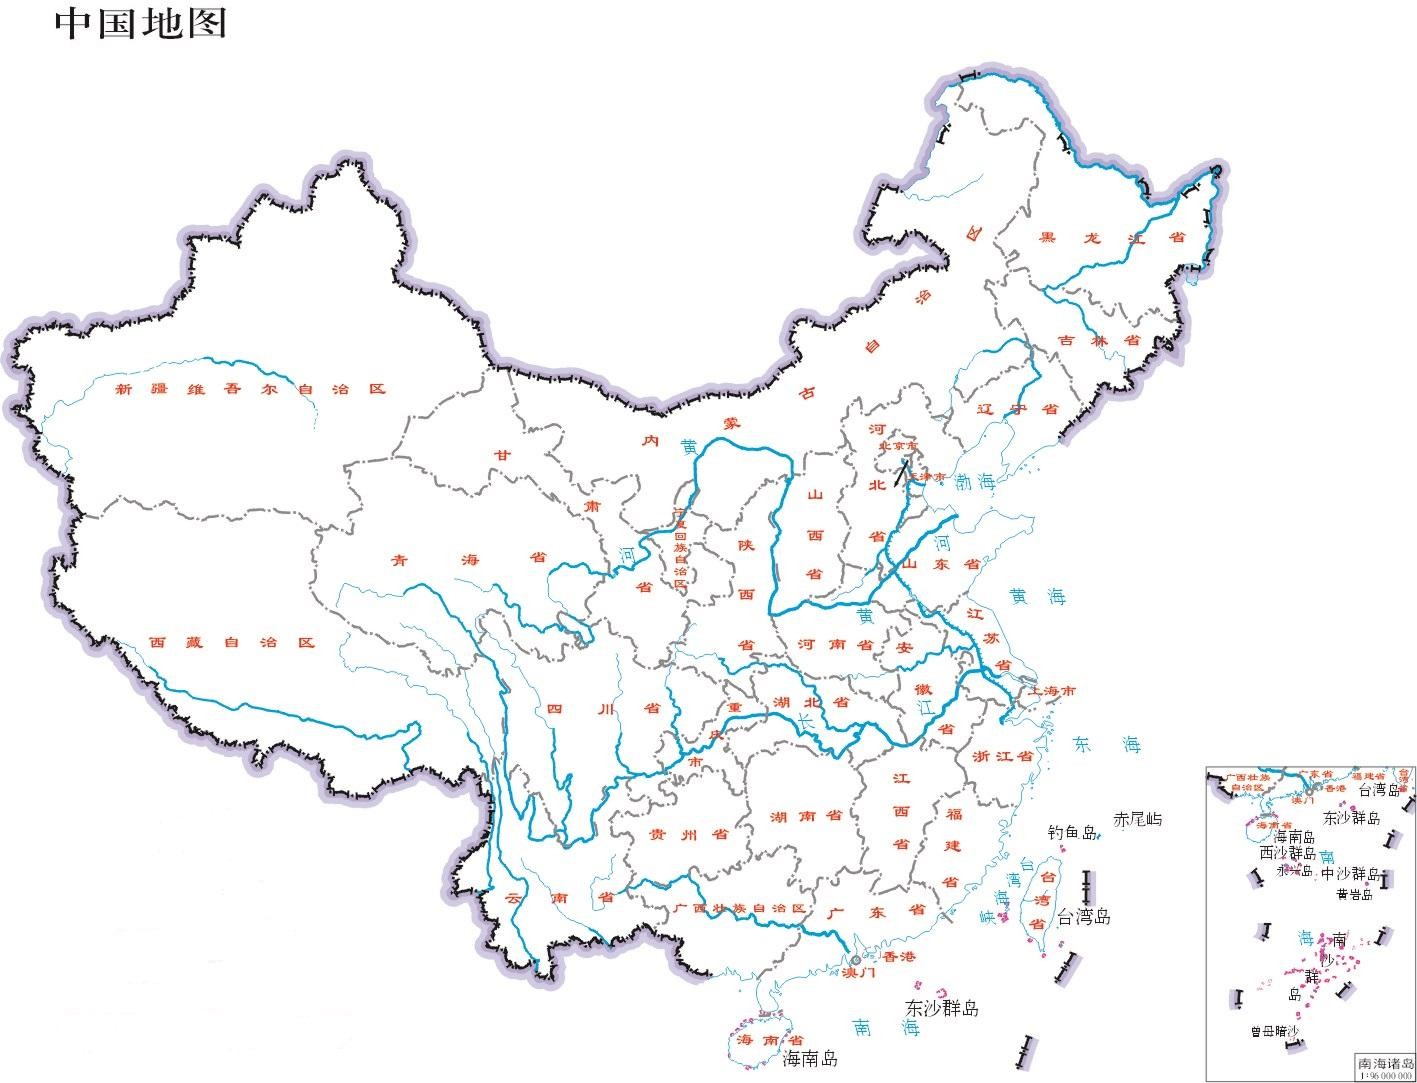 中国地图
黑龙江省
吉林省
辽宁省
内蒙古自治区
新疆维吾尔自治区
甘肃省
河北省
北京市
天津市
渤海
山西省
宁夏回族自治区
陕西省
青海省
黄河
山东省
黄海
西藏自治区
河南省
黄
江苏省
安徽省
上海市
四川省
重庆市
湖北省
长江
浙江省
东海
贵州省
湖南省
江西省
福建省
钓鱼岛
赤尾屿
台湾海峡
台湾省
台湾岛
云南省
广西壮族自治区
广东省
香港
澳门
东沙群岛
南海
海南省
海南岛
广西壮族
自治区
广东省
福建省
台湾省
香港
澳门
台湾岛
东沙群岛
海南省
海南岛
西沙群岛
永兴岛
中沙群岛
黄岩岛
南海
南沙群岛
曾母暗沙
南海诸岛
1:96 000 000